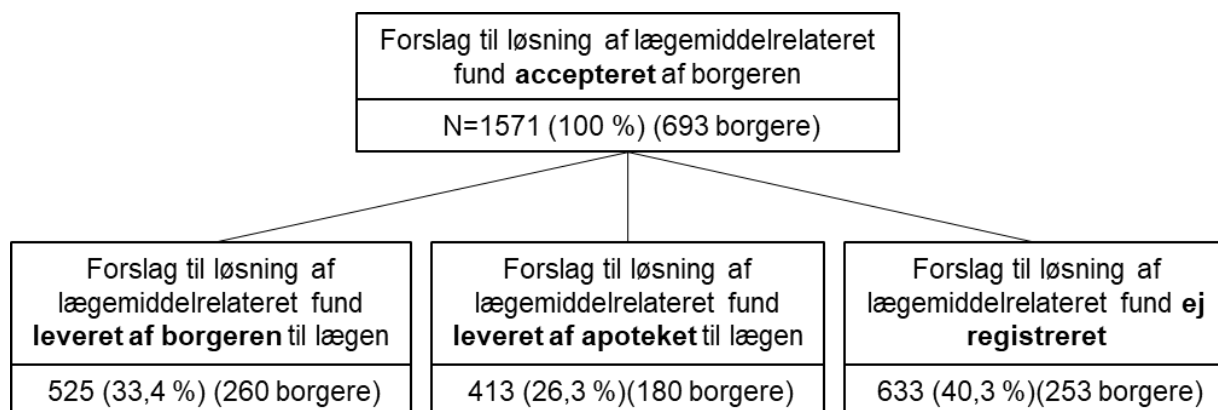 Forslag til løsning af lægemiddelrelateret
fund accepteret af borgeren
N=1571 (100 %) (693 borgere)
Forslag til løsning af
lægemiddelrelateret fund
leveret af borgeren til lægen
525 (33,4 %) (260 borgere)
Forslag til løsning af
lægemiddelrelateret fund
leveret af apoteket til lægen
413 (26,3 %)(180 borgere)
Forslag til løsning af
lægemiddelrelateret fund ej
registreret
633 (40,3 %)(253 borgere)